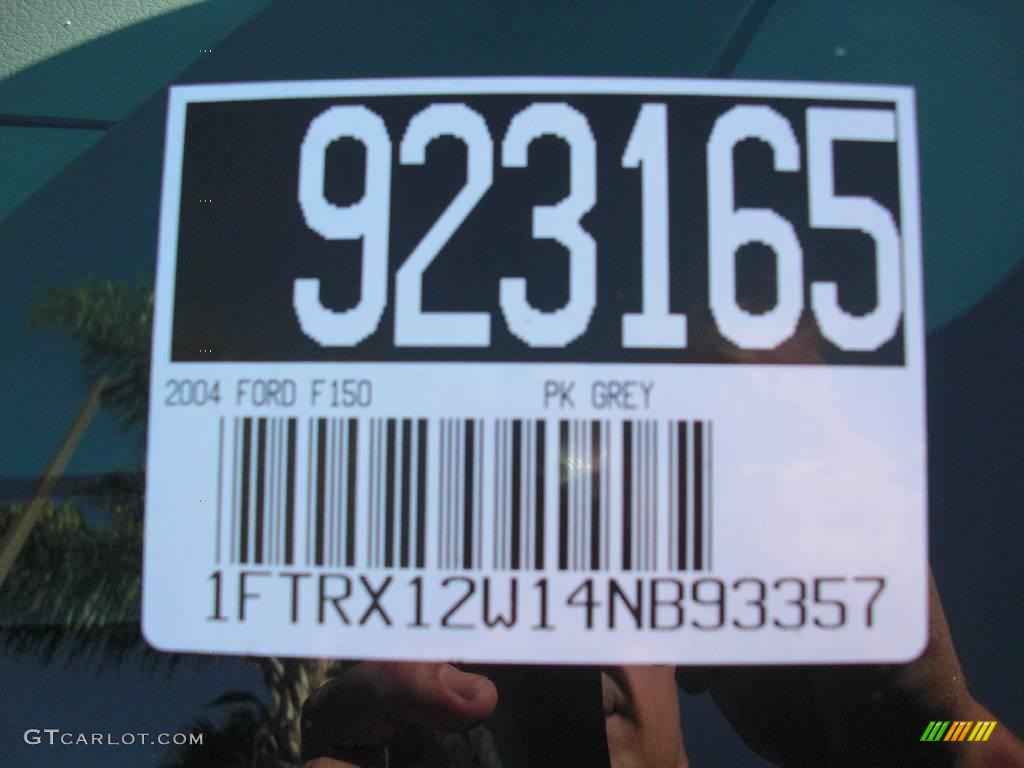 923165
2004 FORD F150 PK GREY
1FTRX12W14NB93357
GTCARLOT.COM